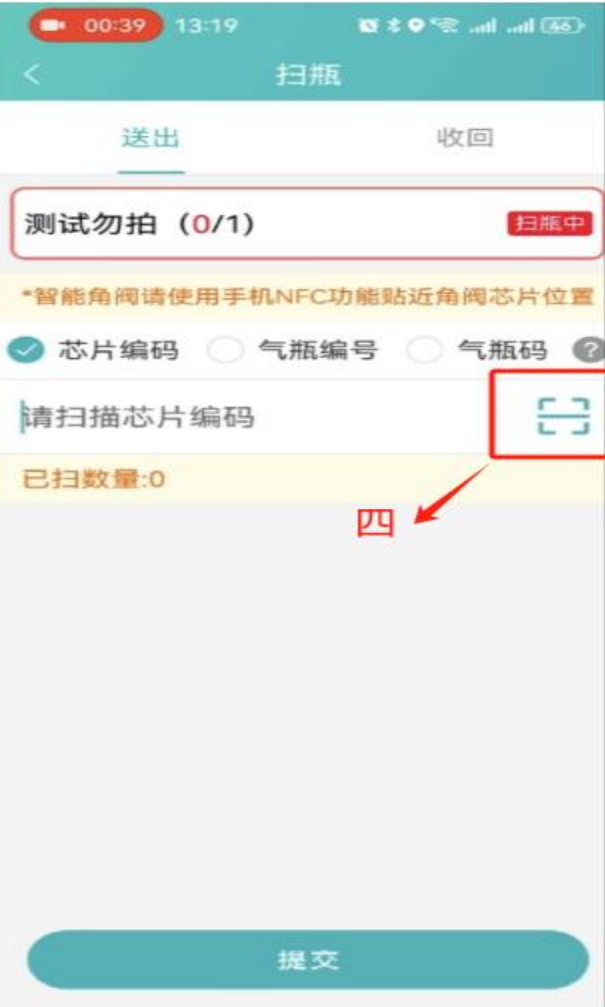 00:39 13:19 46
扫瓶
送出 收回
测试勿拍（0/1） 扫瓶中
*智能角阀请使用手机NFC功能贴近角阀芯片位置
芯片编码 气瓶编号 气瓶码 ?
请扫描芯片编码
已扫数量:0
四
提交